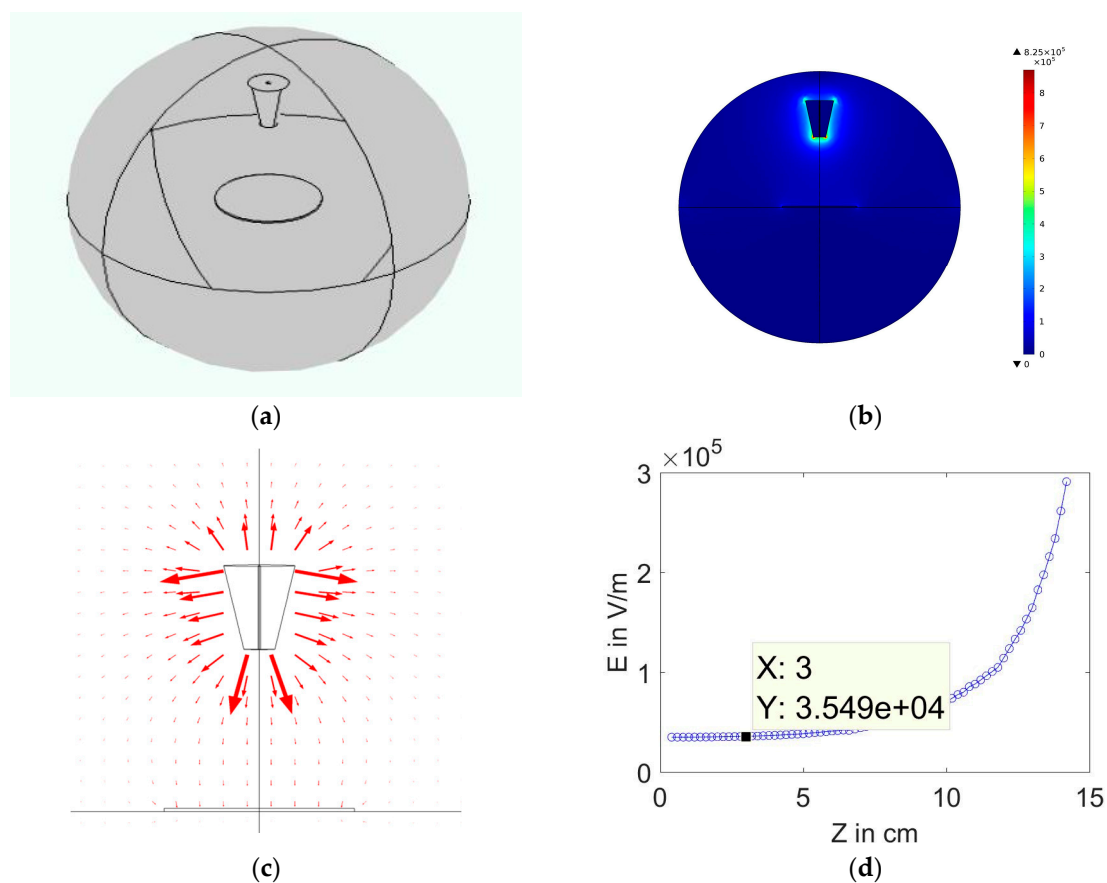 ▲ 8.25×10⁵
×10⁵
8
7
6
5
4
3
2
1
0
▼ 0
(a)
(b)
3 ×10⁵
2
1
0
E in V/m
X: 3
Y: 3.549e+04
0 5 10 15
Z in cm
(c)
(d)